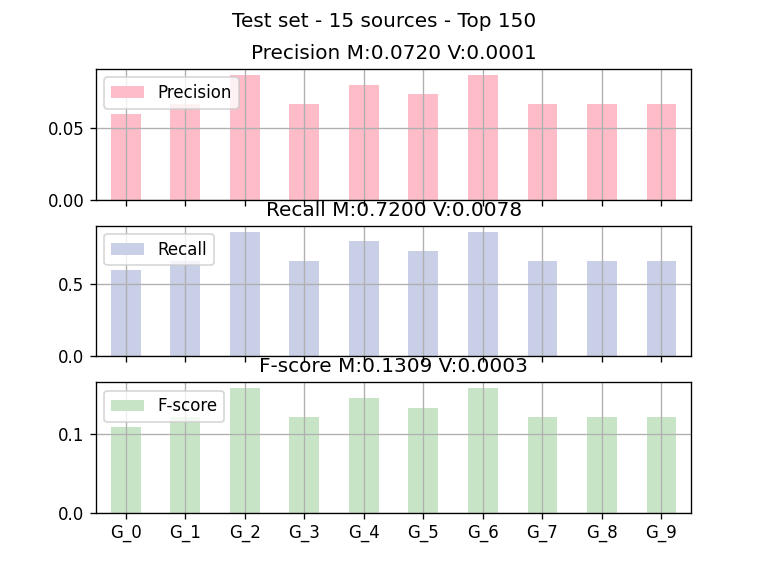 Test set - 15 sources - Top 150
Precision M:0.0720 V:0.0001
Precision
0.05
0.00
Recall M:0.7200 V:0.0078
Recall
0.5
0.0
F-score M:0.1309 V:0.0003
F-score
0.1
0.0
G_0 G_1 G_2 G_3 G_4 G_5 G_6 G_7 G_8 G_9